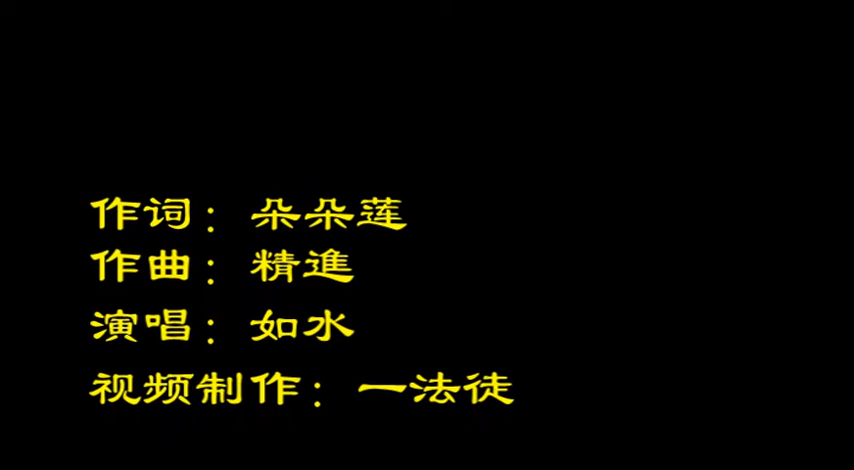 作词：朵朵莲
作曲：精進
演唱：如水
视频制作：一法徒